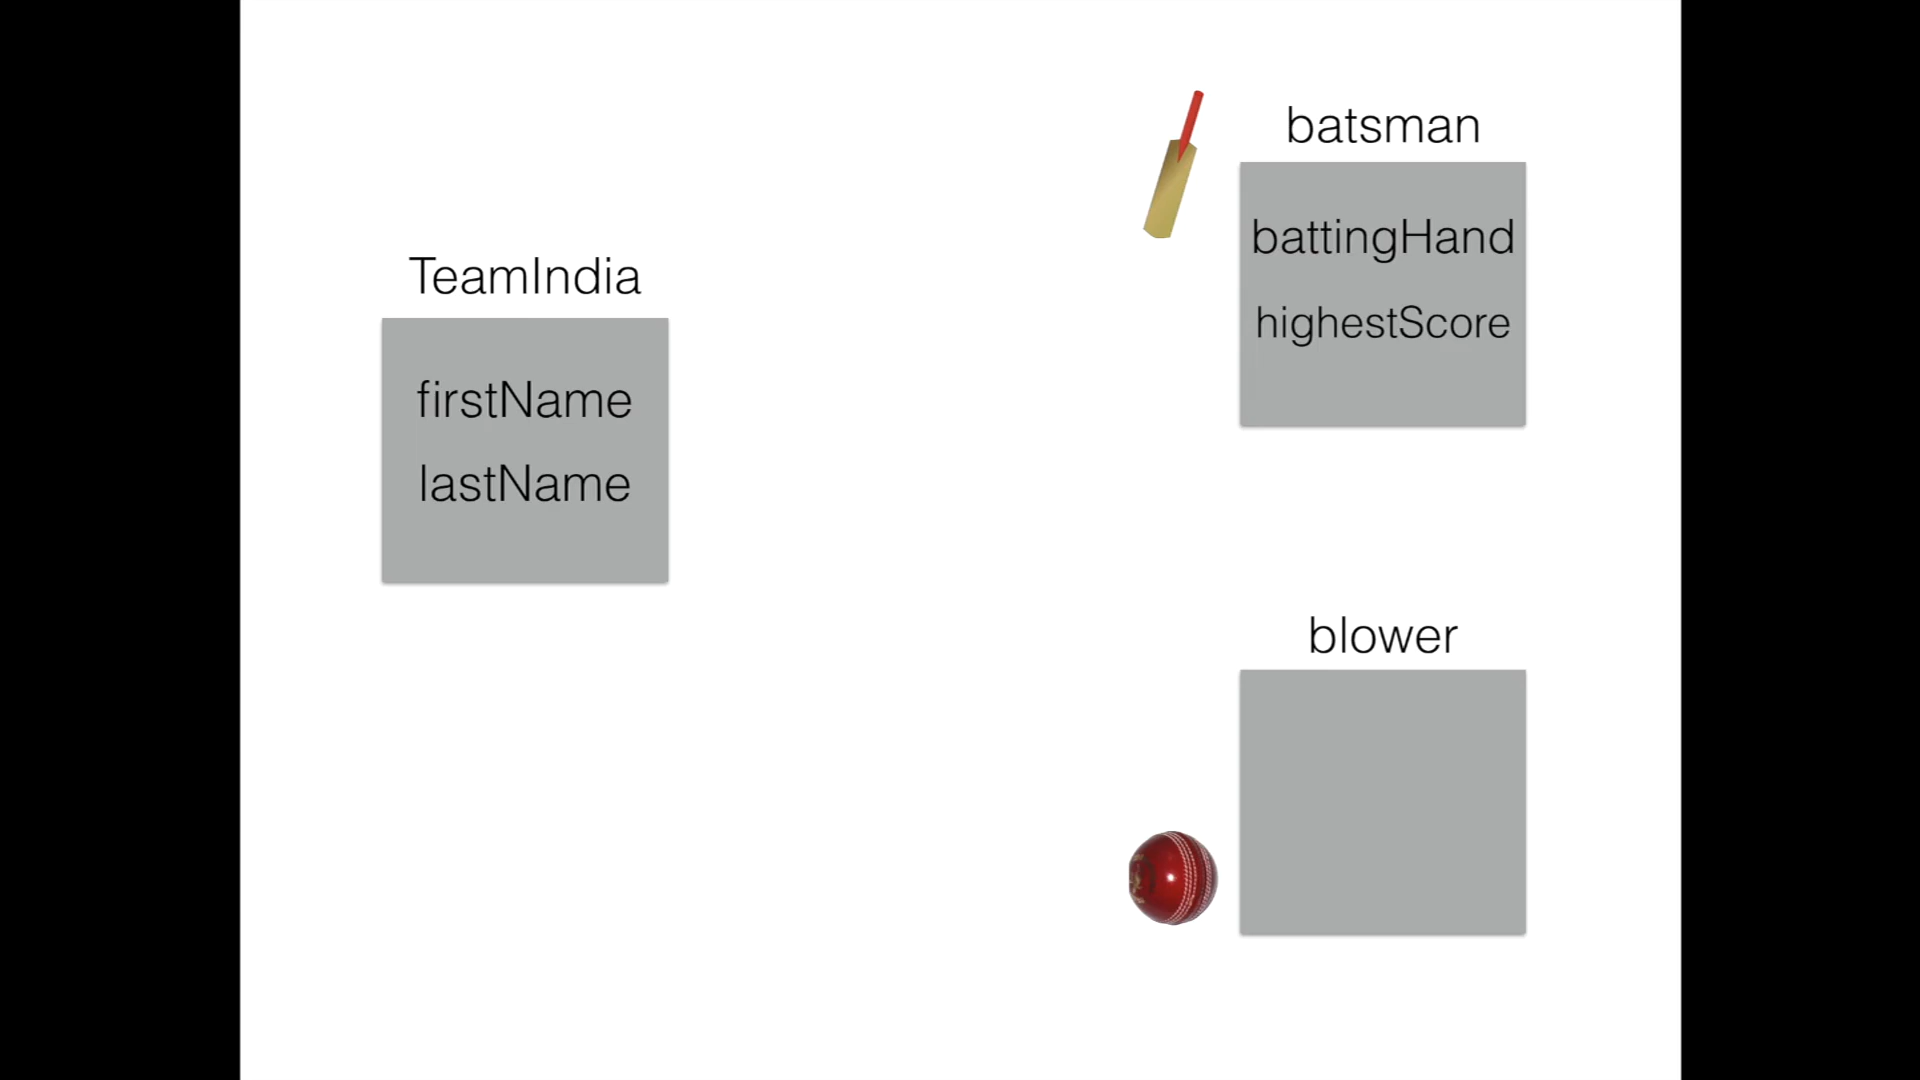 TeamIndia
firstName
lastName
batsman
battingHand
highestScore
blower